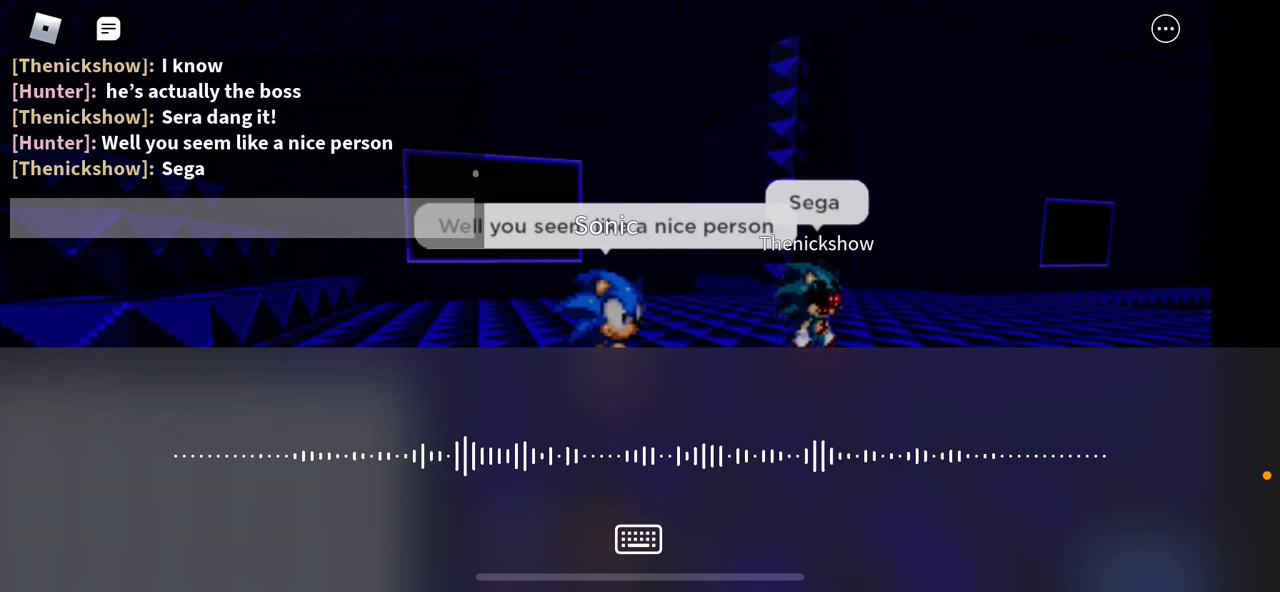 [Thenickshow]: I know
[Hunter]: he’s actually the boss
[Thenickshow]: Sera dang it!
[Hunter]: Well you seem like a nice person
[Thenickshow]: Sega
Sega
Well you seem like a nice person
Sonic
Thenickshow